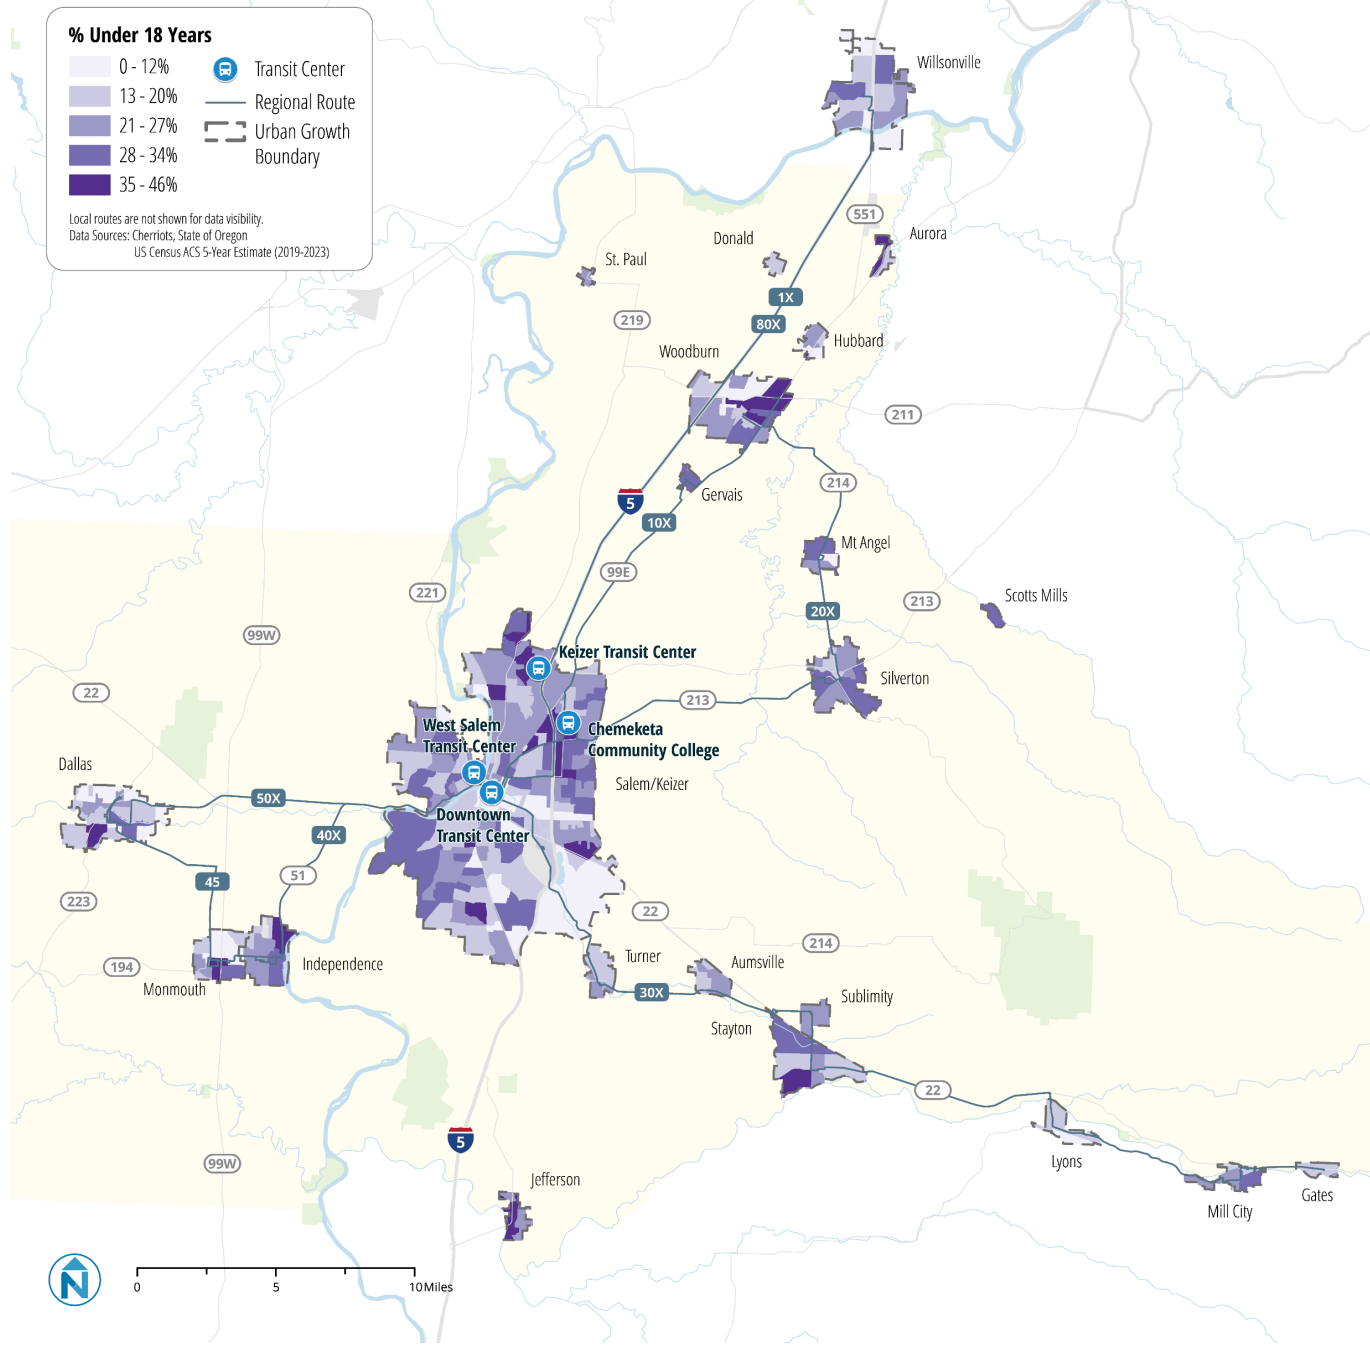 % Under 18 Years
0 - 12%
13 - 20%
21 - 27%
28 - 34%
35 - 46%
Transit Center
Regional Route
Urban Growth
Boundary
Local routes are not shown for data visibility.
Data Sources: Cherriots, State of Oregon
US Census ACS 5-Year Estimate (2019-2023)
Willsonville
551
Aurora
Donald
St. Paul
1X
219
80X
Hubbard
Woodburn
211
214
Gervais
5
10X
Mt Angel
99E
221
213
Scotts Mills
20X
99W
Keizer Transit Center
Silverton
22
213
West Salem
Transit Center
Chemeketa
Community College
Dallas
Salem/Keizer
50X
Downtown
Transit Center
40X
51
45
223
22
214
Turner
Aumsville
Independence
194
Monmouth
30X
Sublimity
Stayton
22
5
99W
Lyons
Jefferson
Gates
Mill City
N
0
5
10 Miles